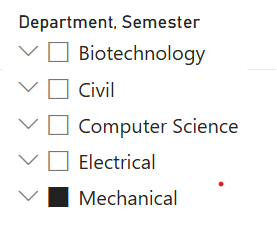 Department, Semester
Biotechnology
Civil
Computer Science
Electrical
Mechanical